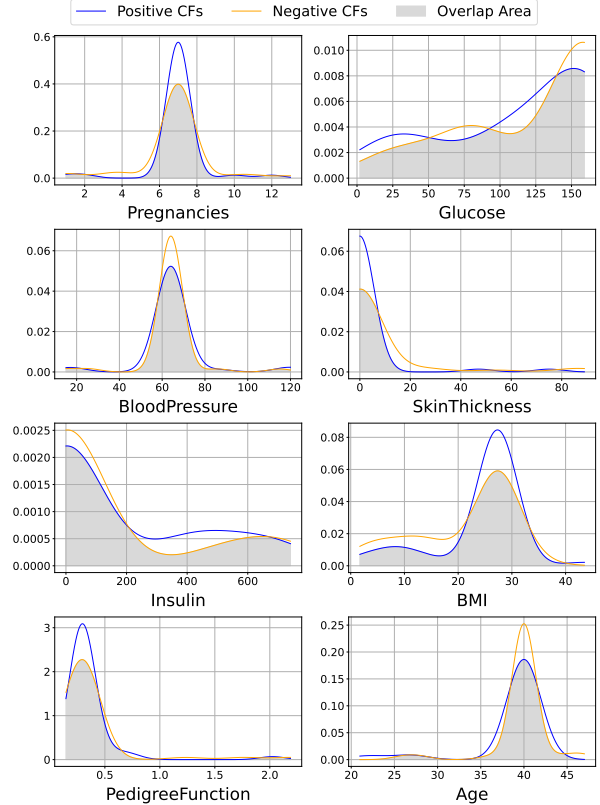 Positive CFs Negative CFs Overlap Area
0.6
0.4
0.2
0.0
2 4 6 8 10 12
Pregnancies
0.010
0.008
0.006
0.004
0.002
0.000
0 25 50 75 100 125 150
Glucose
0.06
0.04
0.02
0.00
20 40 60 80 100 120
BloodPressure
0.06
0.04
0.02
0.00
0 20 40 60 80
SkinThickness
0.0025
0.0020
0.0015
0.0010
0.0005
0.0000
0 200 400 600
Insulin
0.08
0.06
0.04
0.02
0.00
0 10 20 30 40
BMI
3
2
1
0
0.5 1.0 1.5 2.0
PedigreeFunction
0.25
0.20
0.15
0.10
0.05
0.00
20 25 30 35 40 45
Age